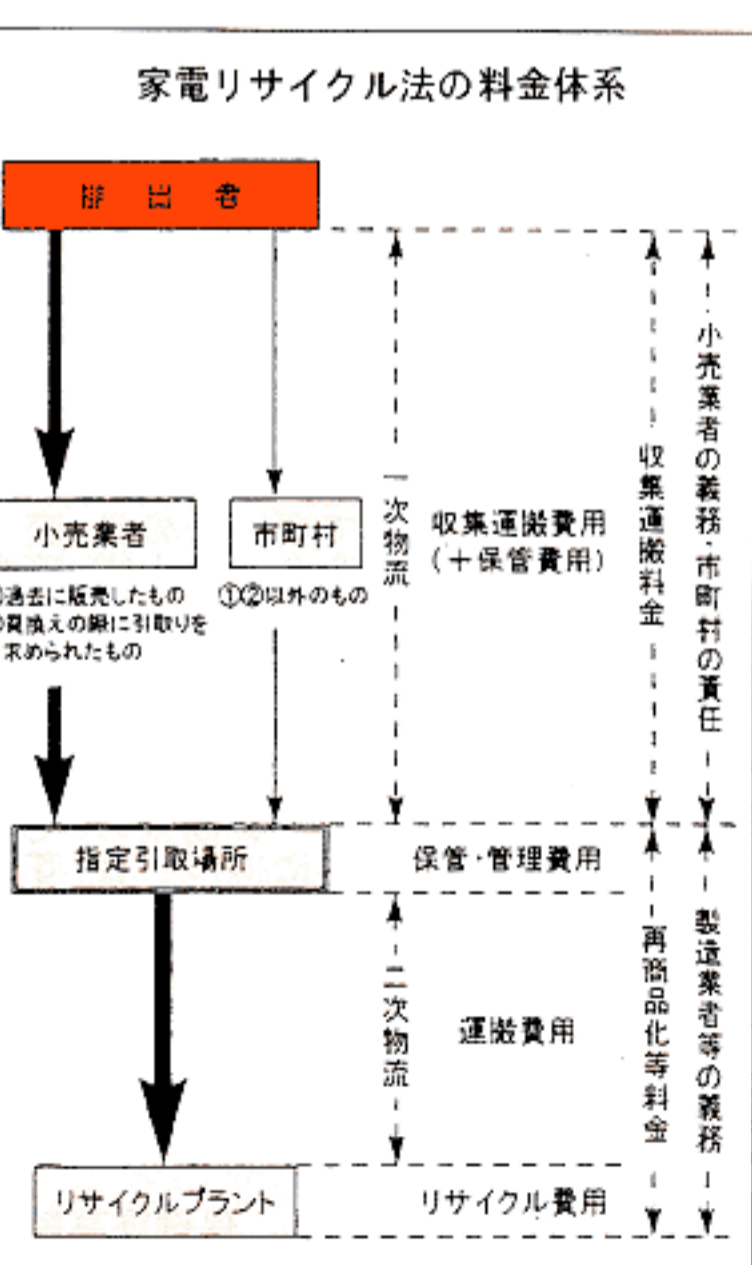 家電リサイクル法の料金体系
排出者
小売業者
市町村
過去に販売したもの
買換えの際に引取りを
求められたもの
①②以外のもの
一次物流
収集運搬費用
(+保管費用)
収集運搬料金
小売業者の義務・市町村の責任
指定引取場所
保管・管理費用
二次物流
運搬費用
再商品化等料金
製造業者等の義務
リサイクルプラント
リサイクル費用